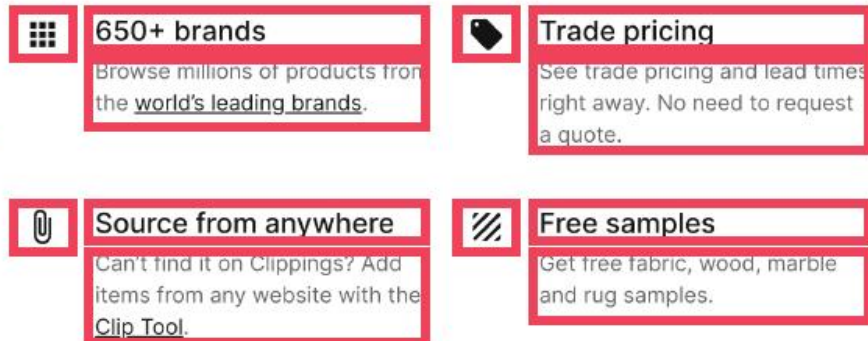 650+ brands
Browse millions of products from
the world's leading brands.
Trade pricing
See trade pricing and lead times
right away. No need to request
a quote.
Source from anywhere
Can't find it on Clippings? Add
items from any website with the
Clip Tool.
Free samples
Get free fabric, wood, marble
and rug samples.